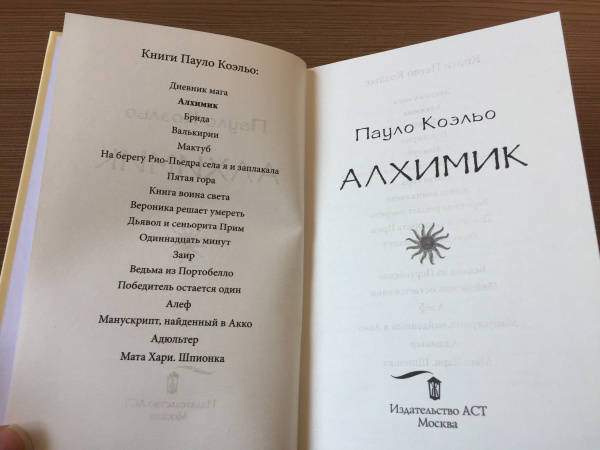 Книги Пауло Коэльо:
Дневник мага
Алхимик
Брида
Валькирии
Мактуб
На берегу Рио-Пьедра села я и заплакала
Пятая гора
Книга воина света
Вероника решает умереть
Дьявол и сеньорита Прим
Одиннадцать минут
Заир
Ведьма из Портобелло
Победитель остается один
Алеф
Манускрипт, найденный в Акко
Адюльтер
Мата Хари. Шпионка
Пауло Коэльо
АЛХИМИК
Издательство АСТ
Москва